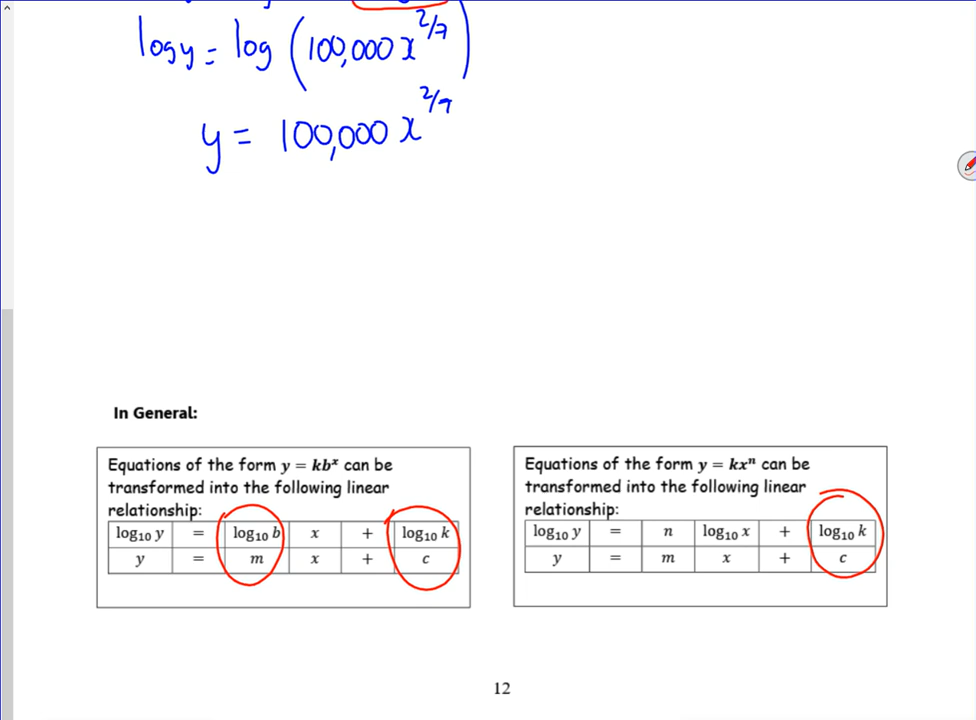 log y = log (100,000 x^2/7)
y = 100,000 x^2/7
In General:
Equations of the form y = kbˣ can be
transformed into the following linear
relationship:
log₁₀ y = log₁₀ b x + log₁₀ k
y = m x + c
Equations of the form y = kxⁿ can be
transformed into the following linear
relationship:
log₁₀ y = n log₁₀ x + log₁₀ k
y = m x + c
12